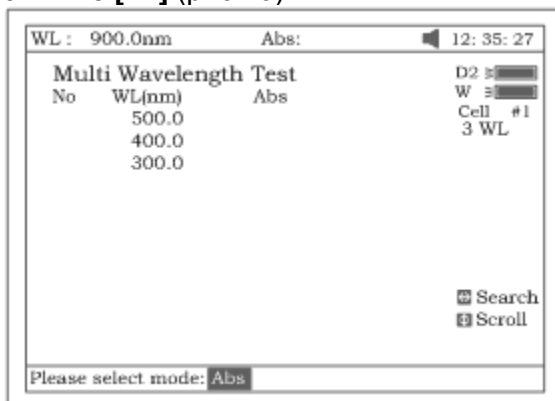 WL : 900.0nm Abs: 12: 35: 27
Multi Wavelength Test
No WL(nm) Abs
500.0
400.0
300.0
D2
W
Cell #1
3 WL
Search
Scroll
Please select mode: Abs